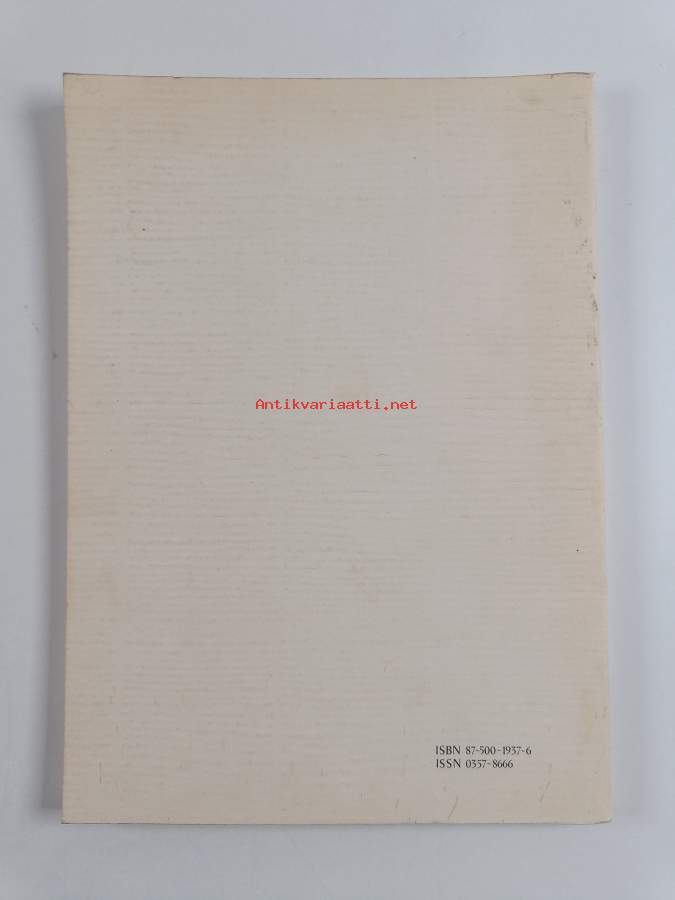 Antikvariaatti.net
ISBN 87-500-1937-6
ISSN 0357-8666